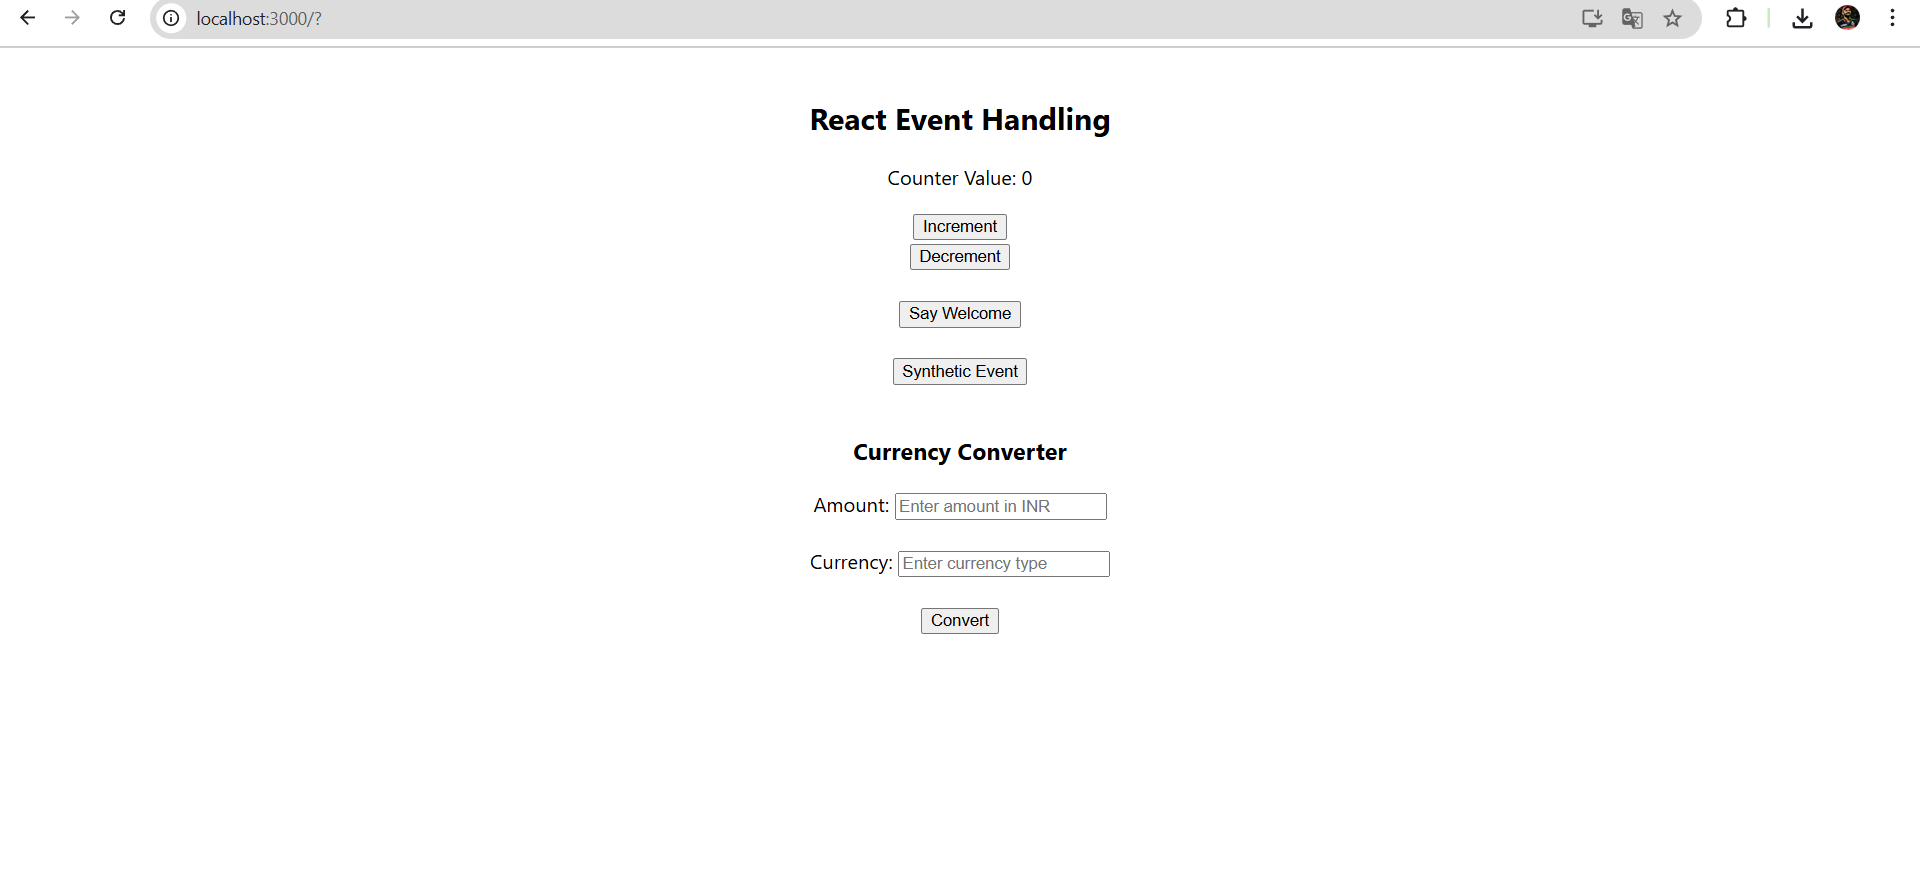 localhost:3000/?
React Event Handling
Counter Value: 0
Increment
Decrement
Say Welcome
Synthetic Event
Currency Converter
Amount: Enter amount in INR
Currency: Enter currency type
Convert